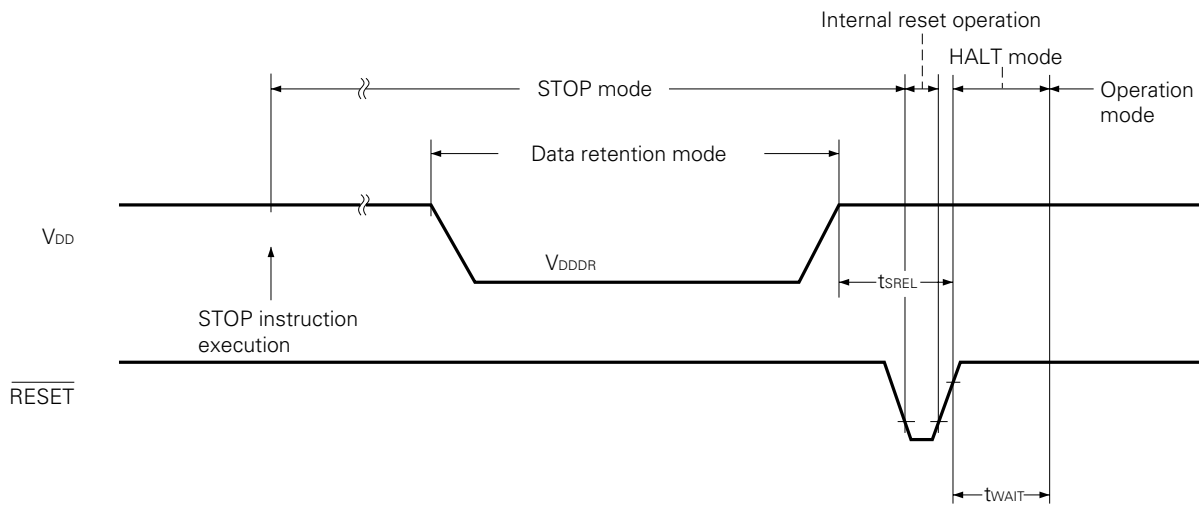 Internal reset operation
HALT mode
STOP mode
Operation
mode
Data retention mode
VDD
VDDDR
tSREL
STOP instruction
execution
RESET
tWAIT